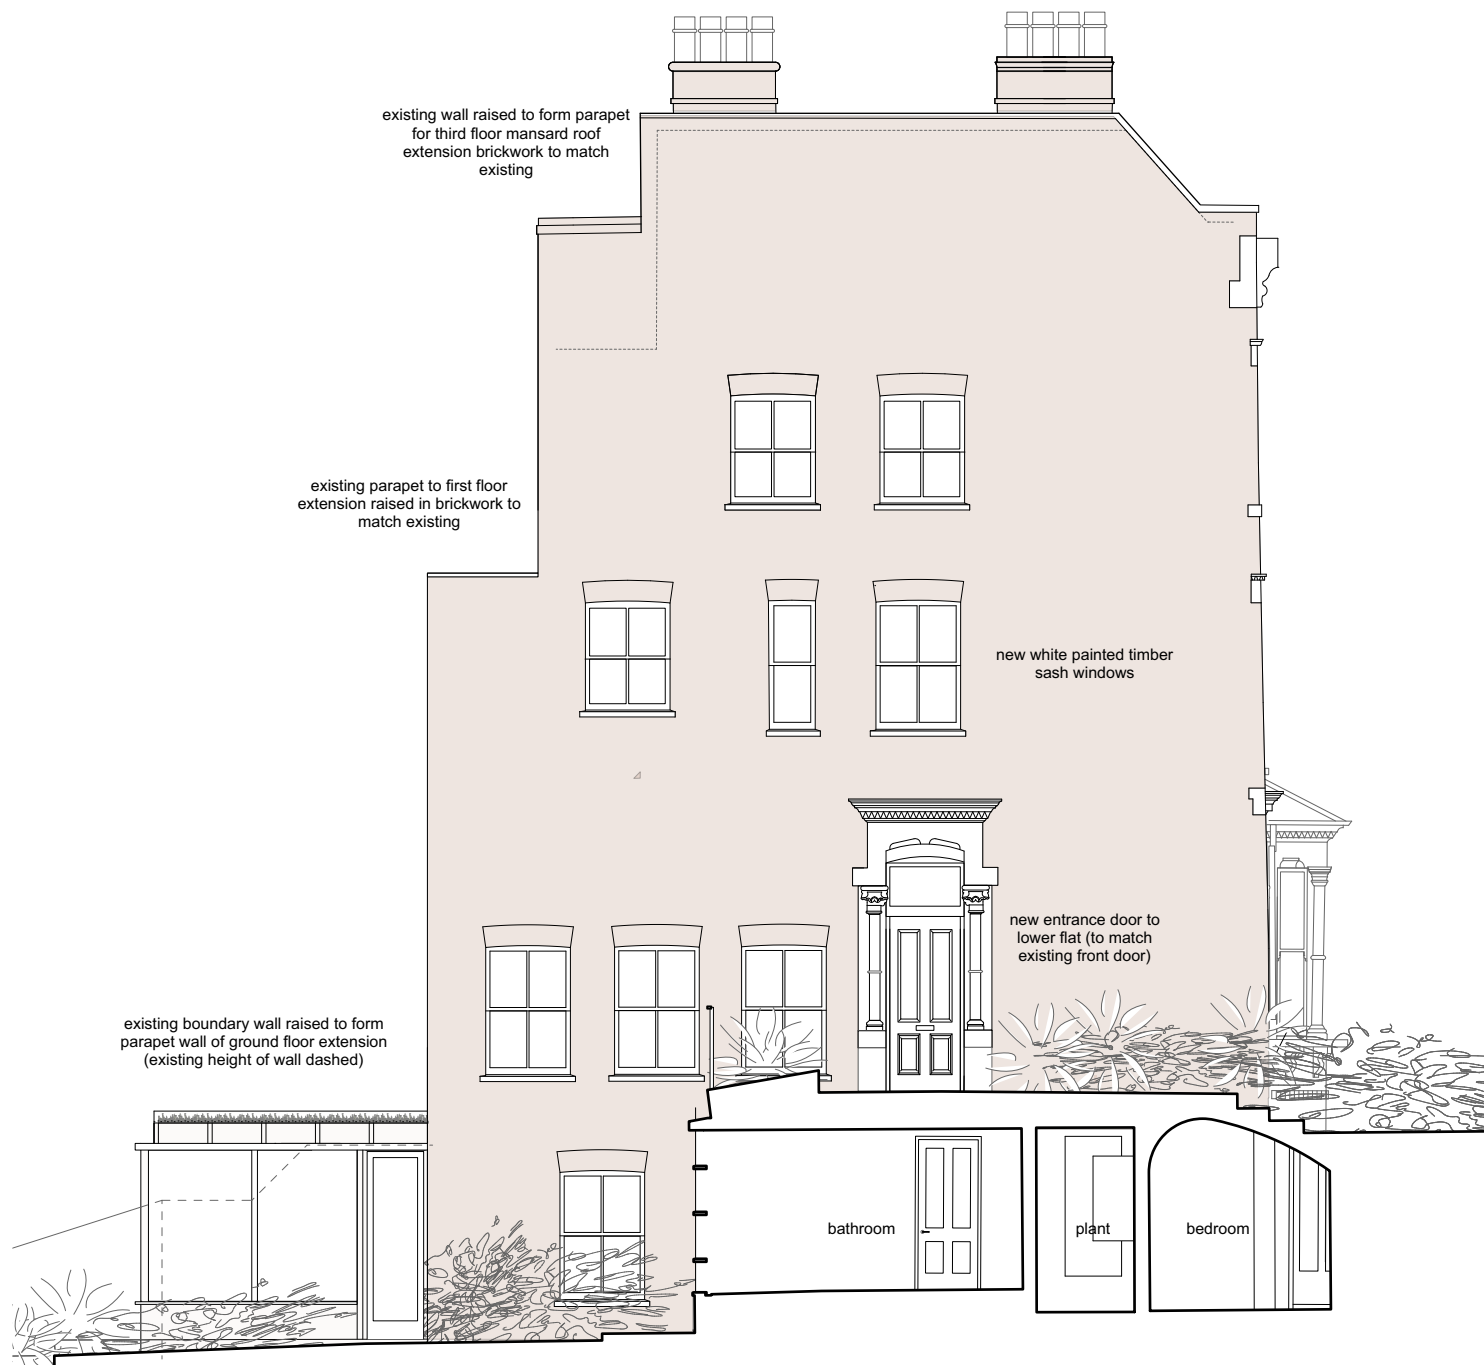 existing wall raised to form parapet
for third floor mansard roof
extension brickwork to match
existing
existing parapet to first floor
extension raised in brickwork to
match existing
new white painted timber
sash windows
new entrance door to
lower flat (to match
existing front door)
existing boundary wall raised to form
parapet wall of ground floor extension
(existing height of wall dashed)
bathroom
plant
bedroom